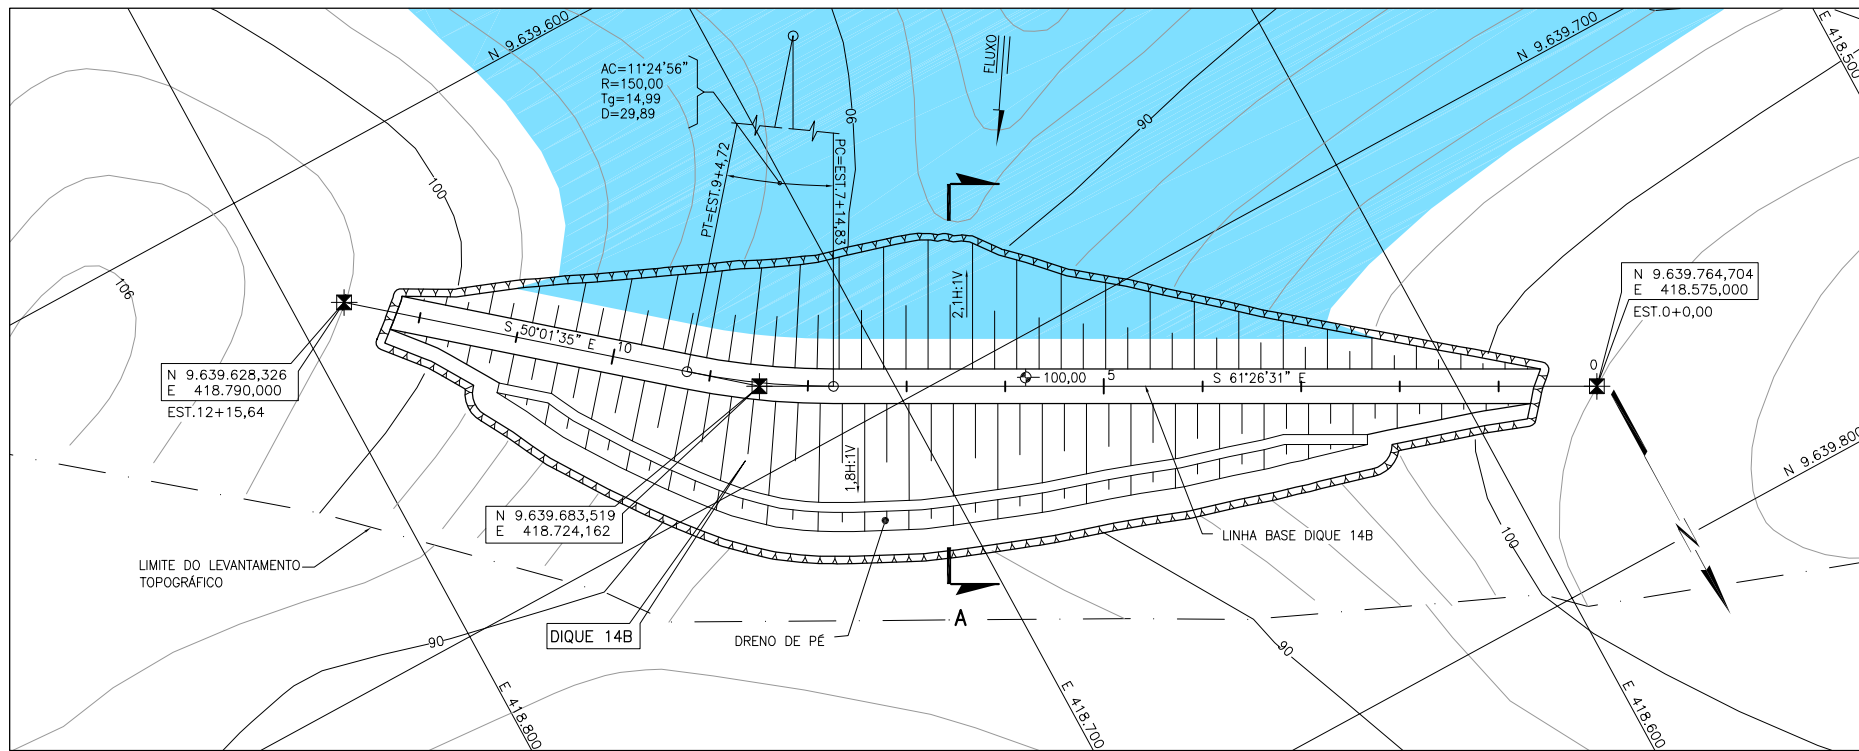 N 9.639.600
AC=11°24'56"
R=150,00
Tg=14,99
D=29,89
FLUXO
90
90
N 9.639.700
E 418.500
100
PT=EST.9+4,72
PC=EST.7+14,83
106
2,1H:1V
N 9.639.764,704
E 418.575,000
EST.0+0,00
S 50°01'35" E
10
N 9.639.628,326
E 418.790,000
EST.12+15,64
100,00
5
S 61°26'31" E
0
1,8H:1V
N 9.639.800
N 9.639.683,519
E 418.724,162
LINHA BASE DIQUE 14B
100
LIMITE DO LEVANTAMENTO
TOPOGRÁFICO
DIQUE 14B
DRENO DE PÉ
A
N
90
90
E 418.800
E 418.700
E 418.600